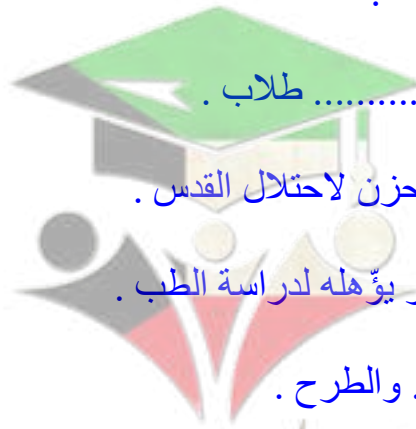 .
.......... طلاب .
حزن لاحتلال القدس .
يؤّهله لدراسة الطب .
. والطرح .